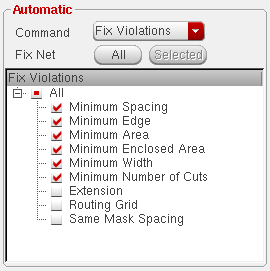 Automatic
Command Fix Violations
Fix Net All Selected
Fix Violations
All
Minimum Spacing
Minimum Edge
Minimum Area
Minimum Enclosed Area
Minimum Width
Minimum Number of Cuts
Extension
Routing Grid
Same Mask Spacing